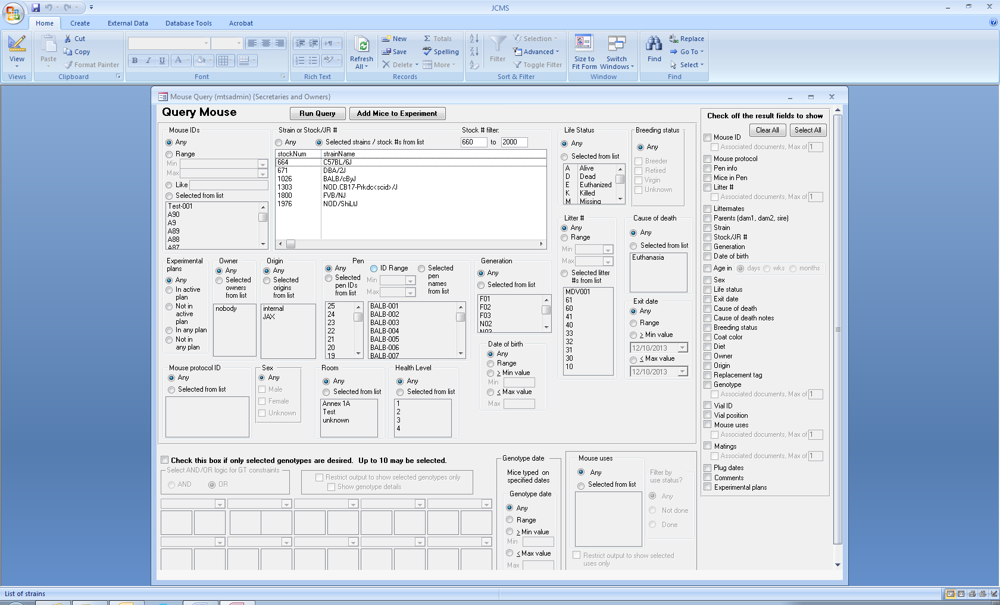 JCMS
Home Create External Data Database Tools Acrobat
View
Views
Paste
Cut
Copy
Format Painter
Clipboard
B I U A
Font
Rich Text
Refresh All
New
Save
Delete
Σ Totals
Spelling
More
Records
Filter
Selection
Advanced
Toggle Filter
Sort & Filter
Size to Fit Form
Switch Windows
Window
Find
Replace
Go To
Select
Find
Mouse Query (mtsadmin) {Secretaries and Owners}
Query Mouse
Run Query
Add Mice to Experiment
Mouse IDs
Any
Range
Min
Max
Like
Selected from list
Test-001
A90
A9
A89
A88
A87
Strain or Stock/JR #
Any
Selected strains / stock #s from list
Stock # filter:
660 to 2000
stockNum strainName
664 C57BL/6J
671 DBA/2J
1026 BALB/cByJ
1303 NOD.CB17-Prkdc<scid>/J
1800 FVB/NJ
1976 NOD/ShiLtJ
Life Status
Any
Selected from list
A Alive
D Dead
E Euthanized
K Killed
M Missing
Breeding status
Any
Breeder
Retired
Virgin
Unknown
Litter #
Any
Range
Min
Max
Selected litter
#s from list
MDV001
61
60
41
40
33
32
31
30
10
Cause of death
Any
Selected from list
Euthanasia
Exit date
Any
Range
≥ Min value
12/10/2013
≤ Max value
12/10/2013
Experimental
plans
Any
In active
plan
Not in
active
plan
In any plan
Not in
any plan
Owner
Any
Selected
owners
from list
nobody
Origin
Any
Selected
origins
from list
internal
JAX
Pen
Any
Selected
pen IDs
from list
ID Range
Min
Max
Selected
pen
names
from list
25
24
23
22
21
20
19
BALB-001
BALB-002
BALB-003
BALB-004
BALB-005
BALB-006
BALB-007
Generation
Any
Selected from list
F01
F02
F03
N02
N03
Date of birth
Any
Range
≥ Min value
Min
≤ Max value
Max
Mouse protocol ID
Any
Selected from list
Sex
Any
Male
Female
Unknown
Room
Any
Selected from list
Annex 1A
Test
unknown
Health Level
Any
Selected from list
1
2
3
4
Check this box if only selected genotypes are desired. Up to 10 may be selected.
Select AND/OR logic for GT constraints
AND OR
Restrict output to show selected genotypes only
Show genotype details
Genotype date
Mice typed on
specified dates
Genotype date
Any
Range
≥ Min value
Min
≤ Max value
Max
Mouse uses
Any
Selected from list
Filter by
use status?
Any
Not done
Done
Restrict output to show selected
uses only
Check off the result fields to show
Clear All
Select All
Mouse ID
Associated documents, Max of 1
Mouse protocol
Pen info
Mice in Pen
Litter #
Associated documents, Max of 1
Littermates
Parents (dam1, dam2, sire)
Strain
Stock/JR #
Generation
Date of birth
Age in days wks months
Sex
Life status
Exit date
Cause of death
Cause of death notes
Breeding status
Coat color
Diet
Owner
Origin
Replacement tag
Genotype
Associated documents, Max of 1
Vial ID
Vial position
Mouse uses
Associated documents, Max of 1
Matings
Associated documents, Max of 1
Plug dates
Comments
Experimental plans
List of strains